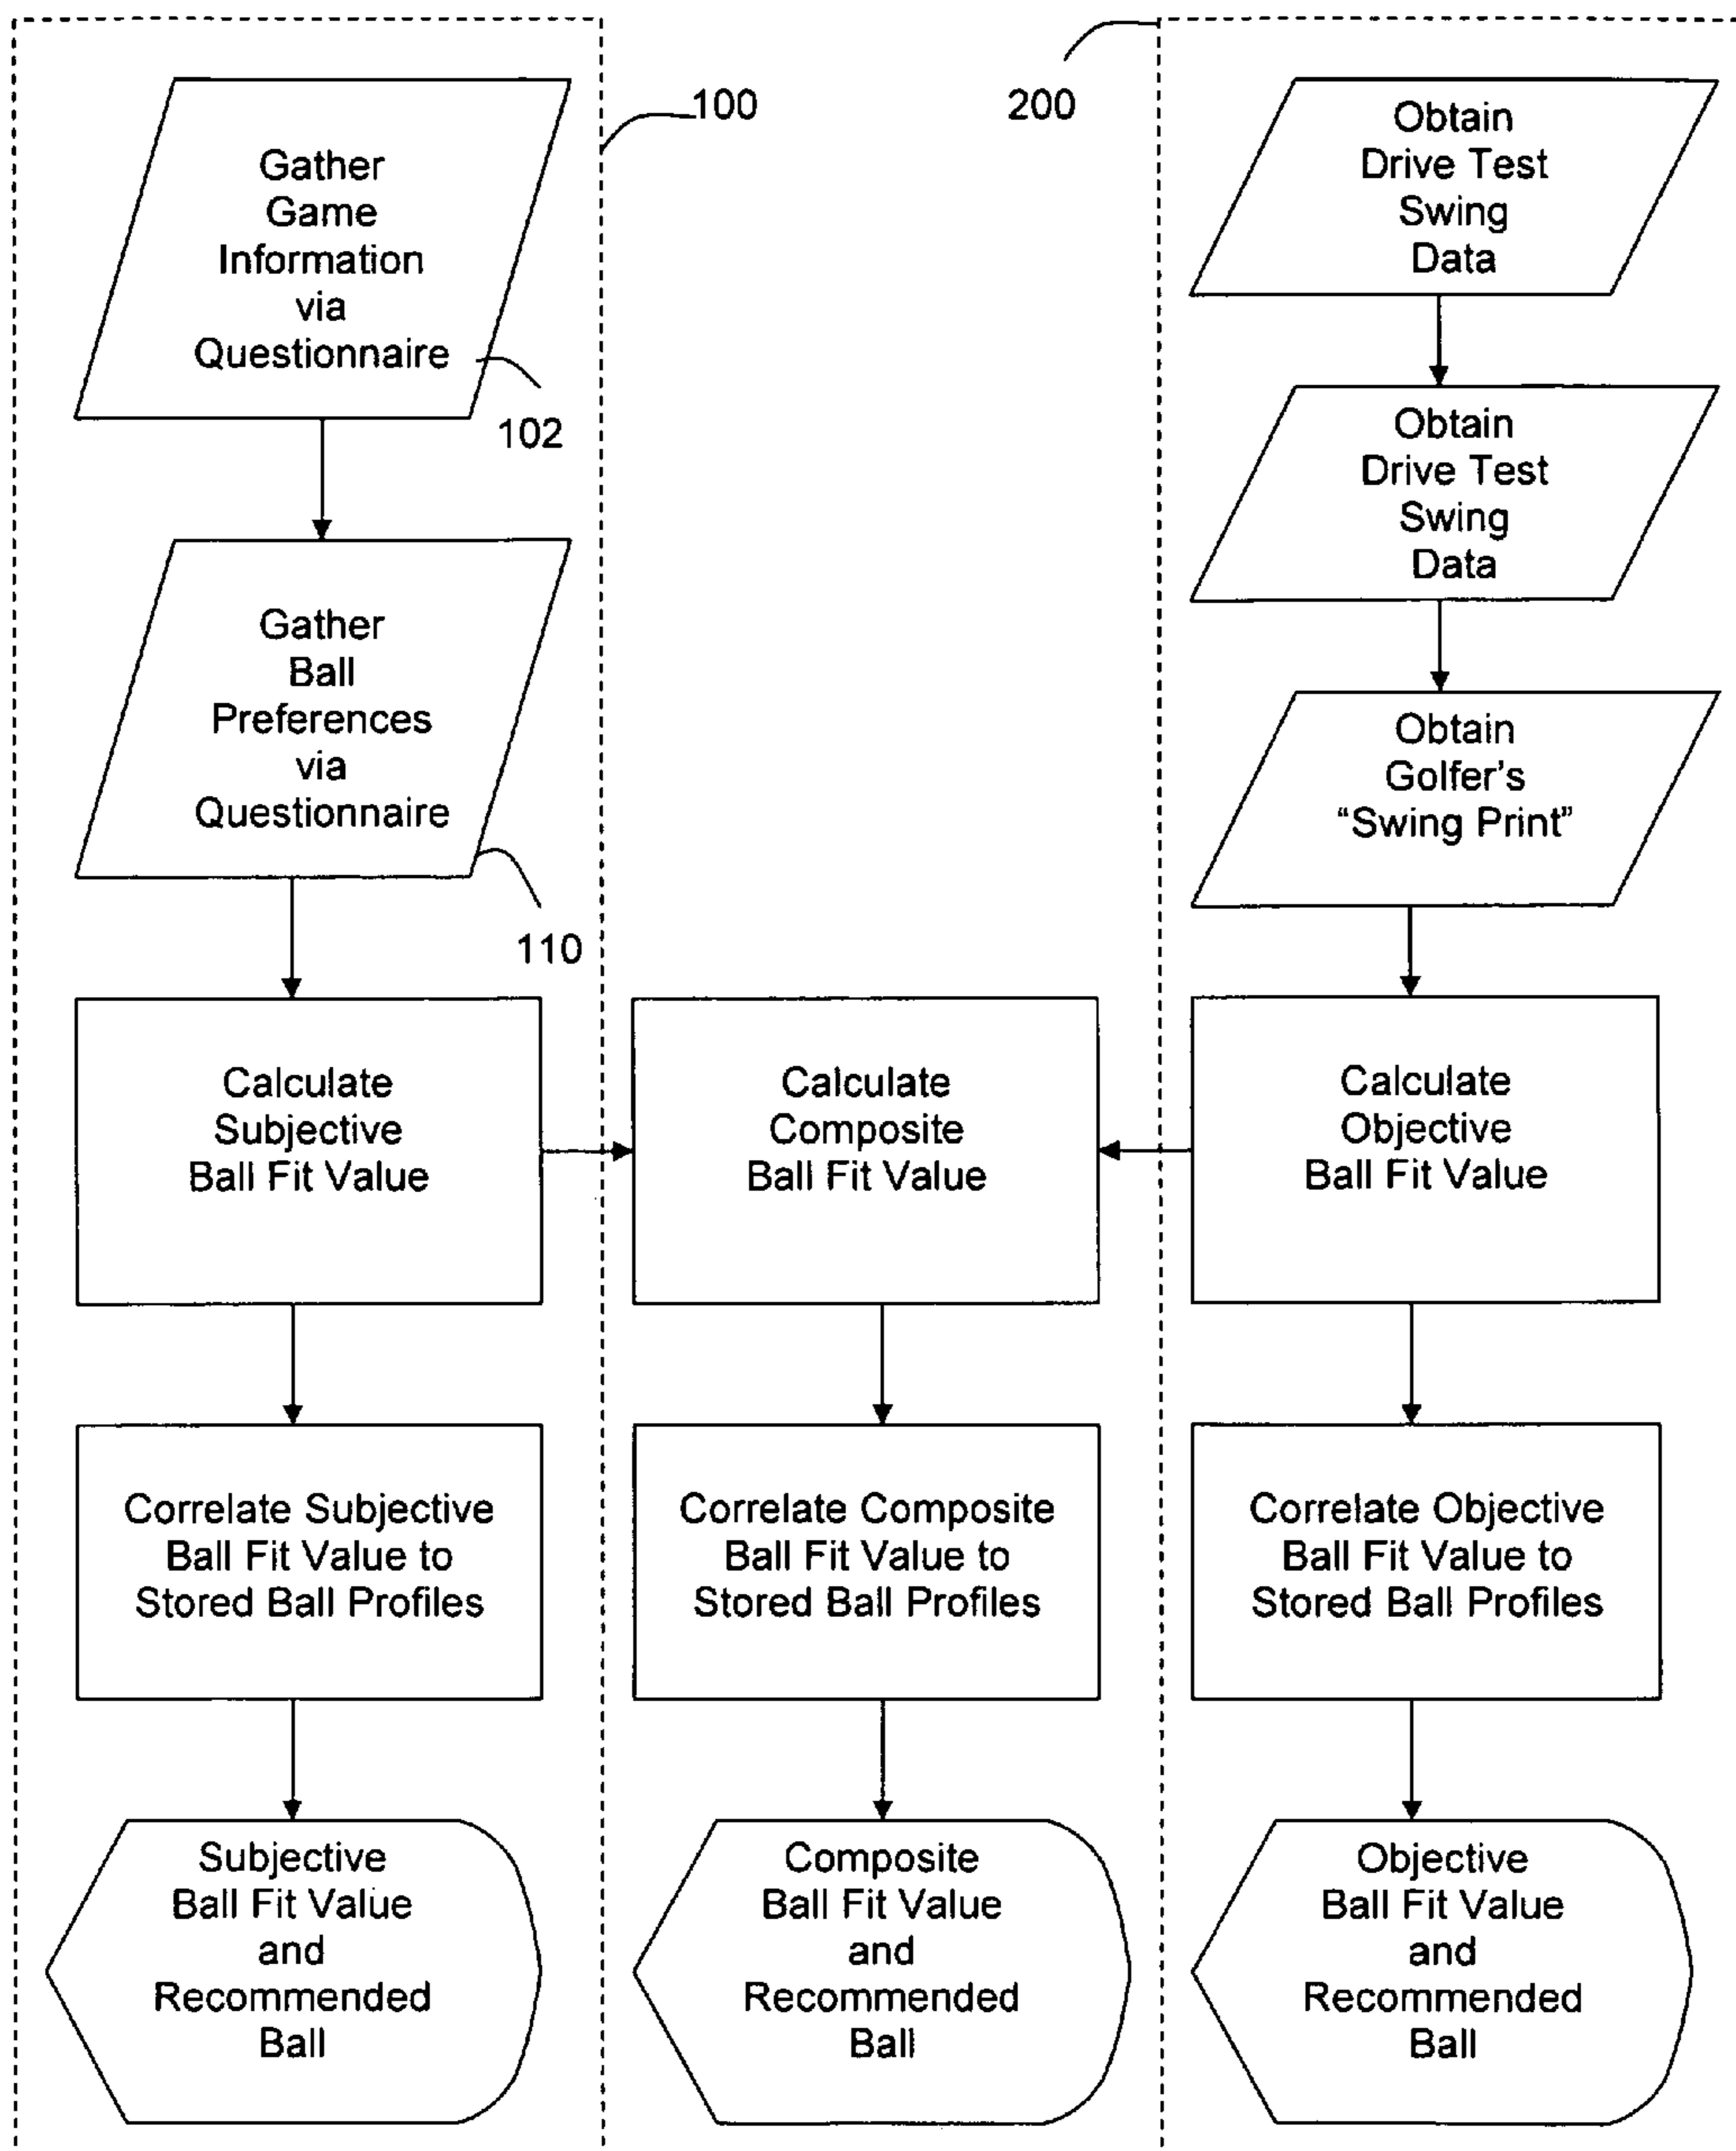 100
200
Gather
Game
Information
via
Questionnaire
102
Gather
Ball
Preferences
via
Questionnaire
110
Calculate
Subjective
Ball Fit Value
Correlate Subjective
Ball Fit Value to
Stored Ball Profiles
Subjective
Ball Fit Value
and
Recommended
Ball
Calculate
Composite
Ball Fit Value
Correlate Composite
Ball Fit Value to
Stored Ball Profiles
Composite
Ball Fit Value
and
Recommended
Ball
Obtain
Drive Test
Swing
Data
Obtain
Drive Test
Swing
Data
Obtain
Golfer’s
“Swing Print”
Calculate
Objective
Ball Fit Value
Correlate Objective
Ball Fit Value to
Stored Ball Profiles
Objective
Ball Fit Value
and
Recommended
Ball